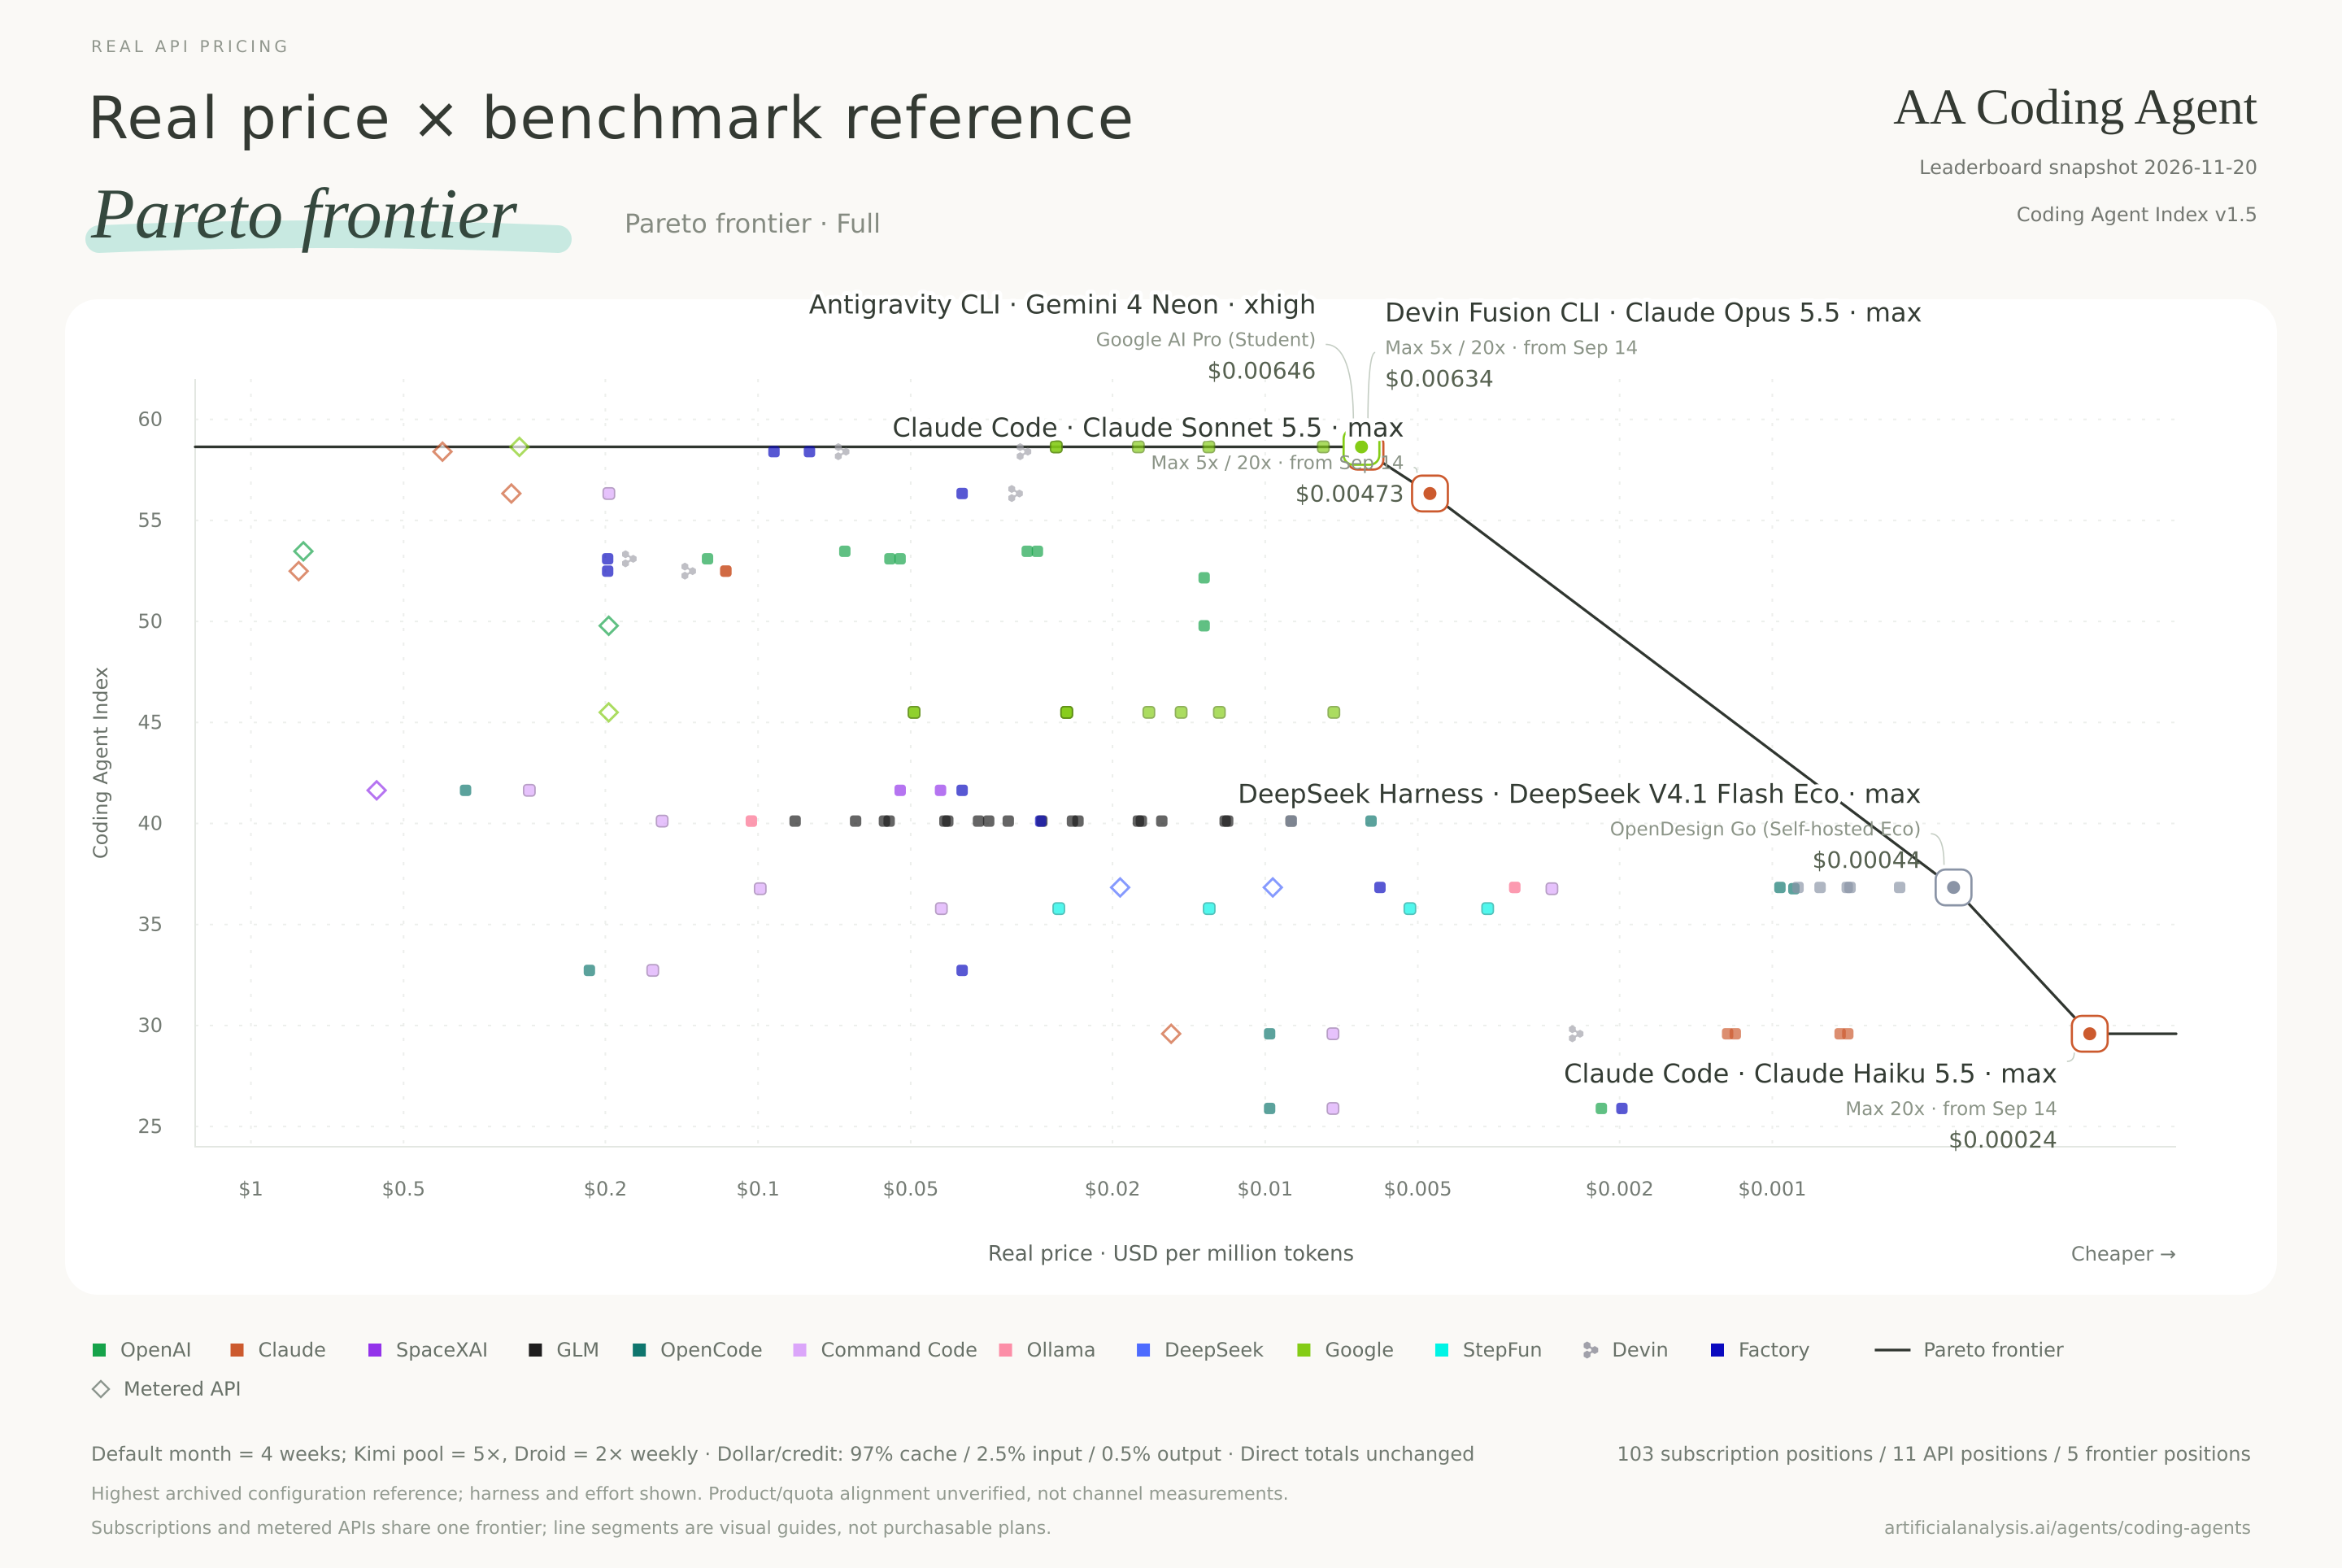 REAL API PRICING
Real price × benchmark reference
Pareto frontier
Pareto frontier · Full
AA Coding Agent
Leaderboard snapshot 2026-11-20
Coding Agent Index v1.5
Antigravity CLI · Gemini 4 Neon · xhigh
Google AI Pro (Student)
$0.00646
Devin Fusion CLI · Claude Opus 5.5 · max
Max 5x / 20x · from Sep 14
$0.00634
Claude Code · Claude Sonnet 5.5 · max
Max 5x / 20x · from Sep 14
$0.00473
DeepSeek Harness · DeepSeek V4.1 Flash Eco · max
OpenDesign Go (Self-hosted Eco)
$0.00044
Claude Code · Claude Haiku 5.5 · max
Max 20x · from Sep 14
$0.00024
Coding Agent Index
60
55
50
45
40
35
30
25
$1
$0.5
$0.2
$0.1
$0.05
$0.02
$0.01
$0.005
$0.002
$0.001
Real price · USD per million tokens
Cheaper →
OpenAI
Claude
SpaceXAI
GLM
OpenCode
Command Code
Ollama
DeepSeek
Google
StepFun
Devin
Factory
Pareto frontier
Metered API
Default month = 4 weeks; Kimi pool = 5×, Droid = 2× weekly · Dollar/credit: 97% cache / 2.5% input / 0.5% output · Direct totals unchanged
103 subscription positions / 11 API positions / 5 frontier positions
Highest archived configuration reference; harness and effort shown. Product/quota alignment unverified, not channel measurements.
Subscriptions and metered APIs share one frontier; line segments are visual guides, not purchasable plans.
artificialanalysis.ai/agents/coding-agents